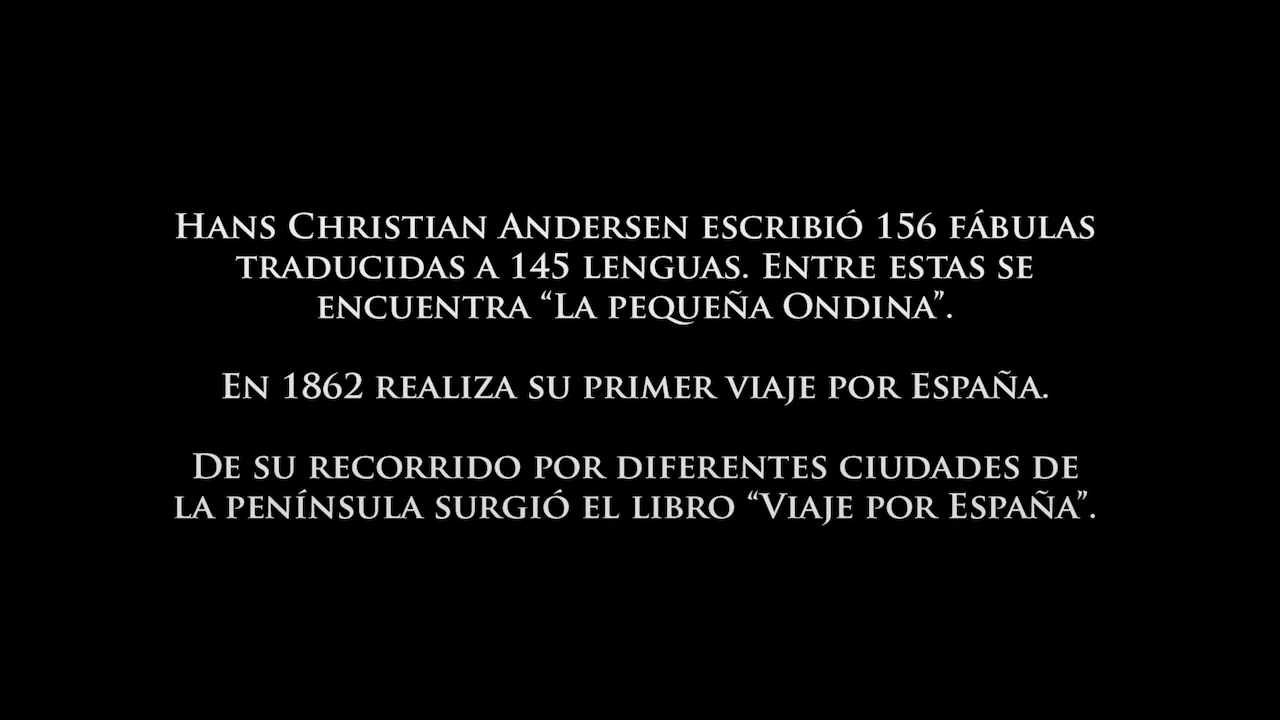 Hans Christian Andersen escribió 156 fábulas
traducidas a 145 lenguas. Entre estas se
encuentra “La pequeña Ondina”.
En 1862 realiza su primer viaje por España.
De su recorrido por diferentes ciudades de
la península surgió el libro “Viaje por España”.